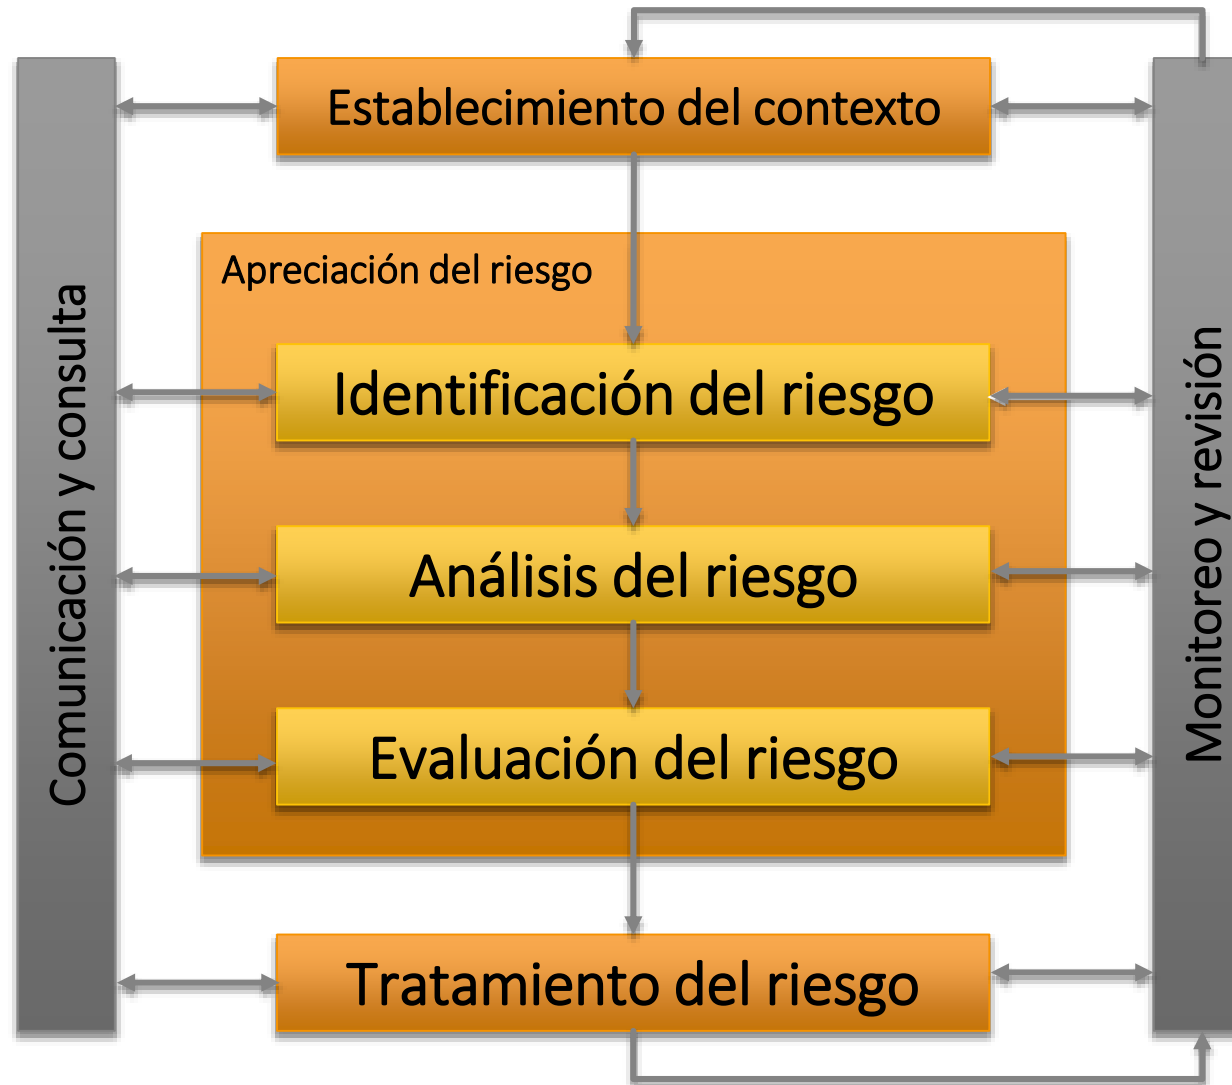 Establecimiento del contexto
Apreciación del riesgo
Identificación del riesgo
Análisis del riesgo
Evaluación del riesgo
Tratamiento del riesgo
Comunicación y consulta
Monitoreo y revisión